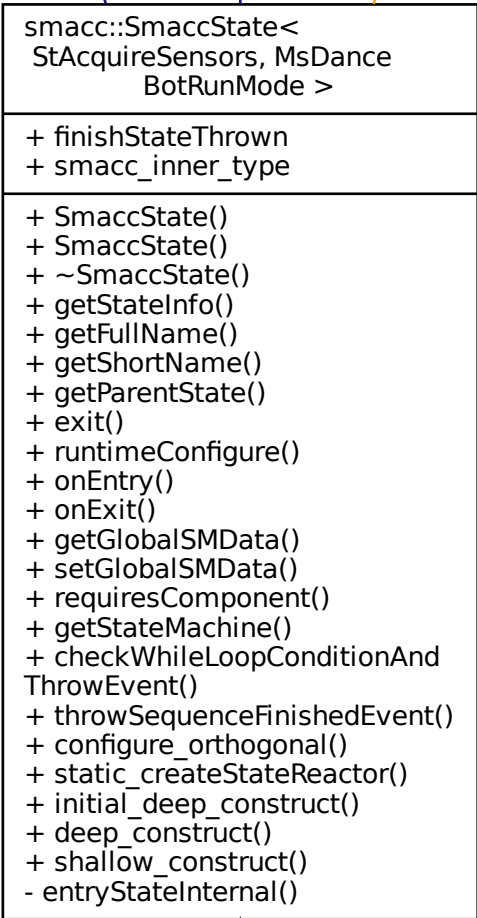 smacc::SmaccState<
StAcquireSensors, MsDance
BotRunMode >
+ finishStateThrown
+ smacc_inner_type
+ SmaccState()
+ SmaccState()
+ ~SmaccState()
+ getStateInfo()
+ getFullName()
+ getShortName()
+ getParentState()
+ exit()
+ runtimeConfigure()
+ onEntry()
+ onExit()
+ getGlobalSMData()
+ setGlobalSMData()
+ requiresComponent()
+ getStateMachine()
+ checkWhileLoopConditionAnd
ThrowEvent()
+ throwSequenceFinishedEvent()
+ configure_orthogonal()
+ static_createStateReactor()
+ initial_deep_construct()
+ deep_construct()
+ shallow_construct()
- entryStateInternal()